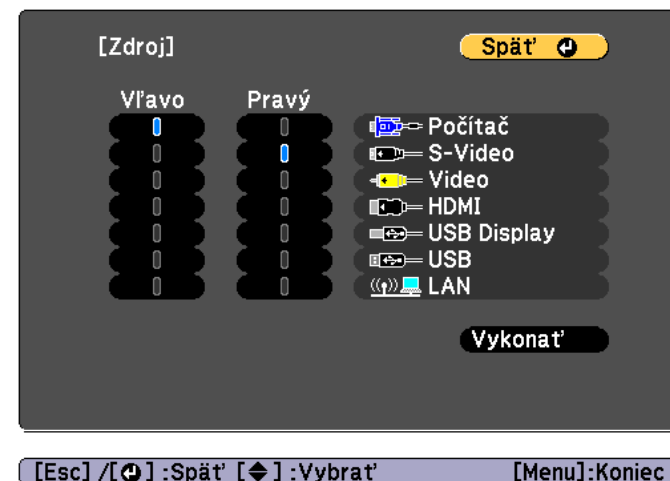 [Zdroj]
Späť
Vľavo Pravý
Počítač
S-Video
Video
HDMI
USB Display
USB
LAN
Vykonať
[Esc] /[ ] :Späť [ ] :Vybrať [Menu]:Koniec